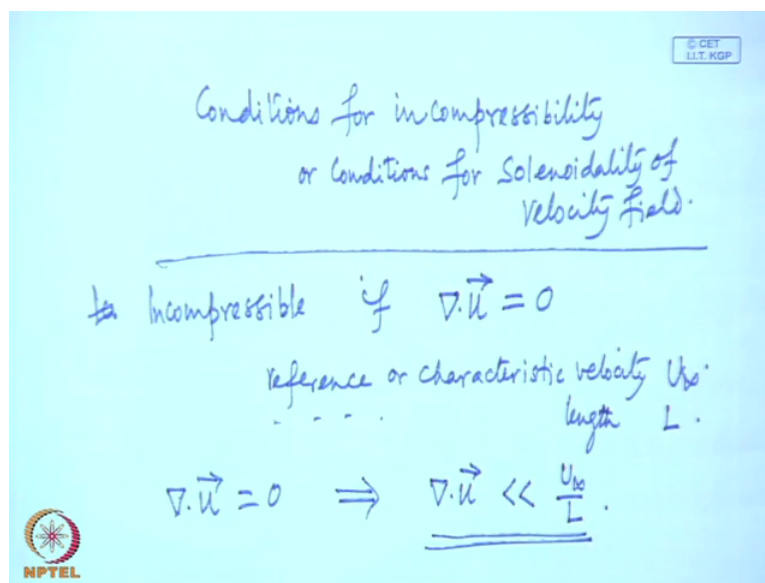 © CET
I.I.T. KGP
Conditions for incompressibility
or Conditions for Solenoidality of
Velocity field.
Incompressible if ∇.u⃗ = 0
reference or characteristic velocity U∞.
- - - - length L.
∇.u⃗ = 0 ⇒ ∇.u⃗ << U∞/L.
NPTEL